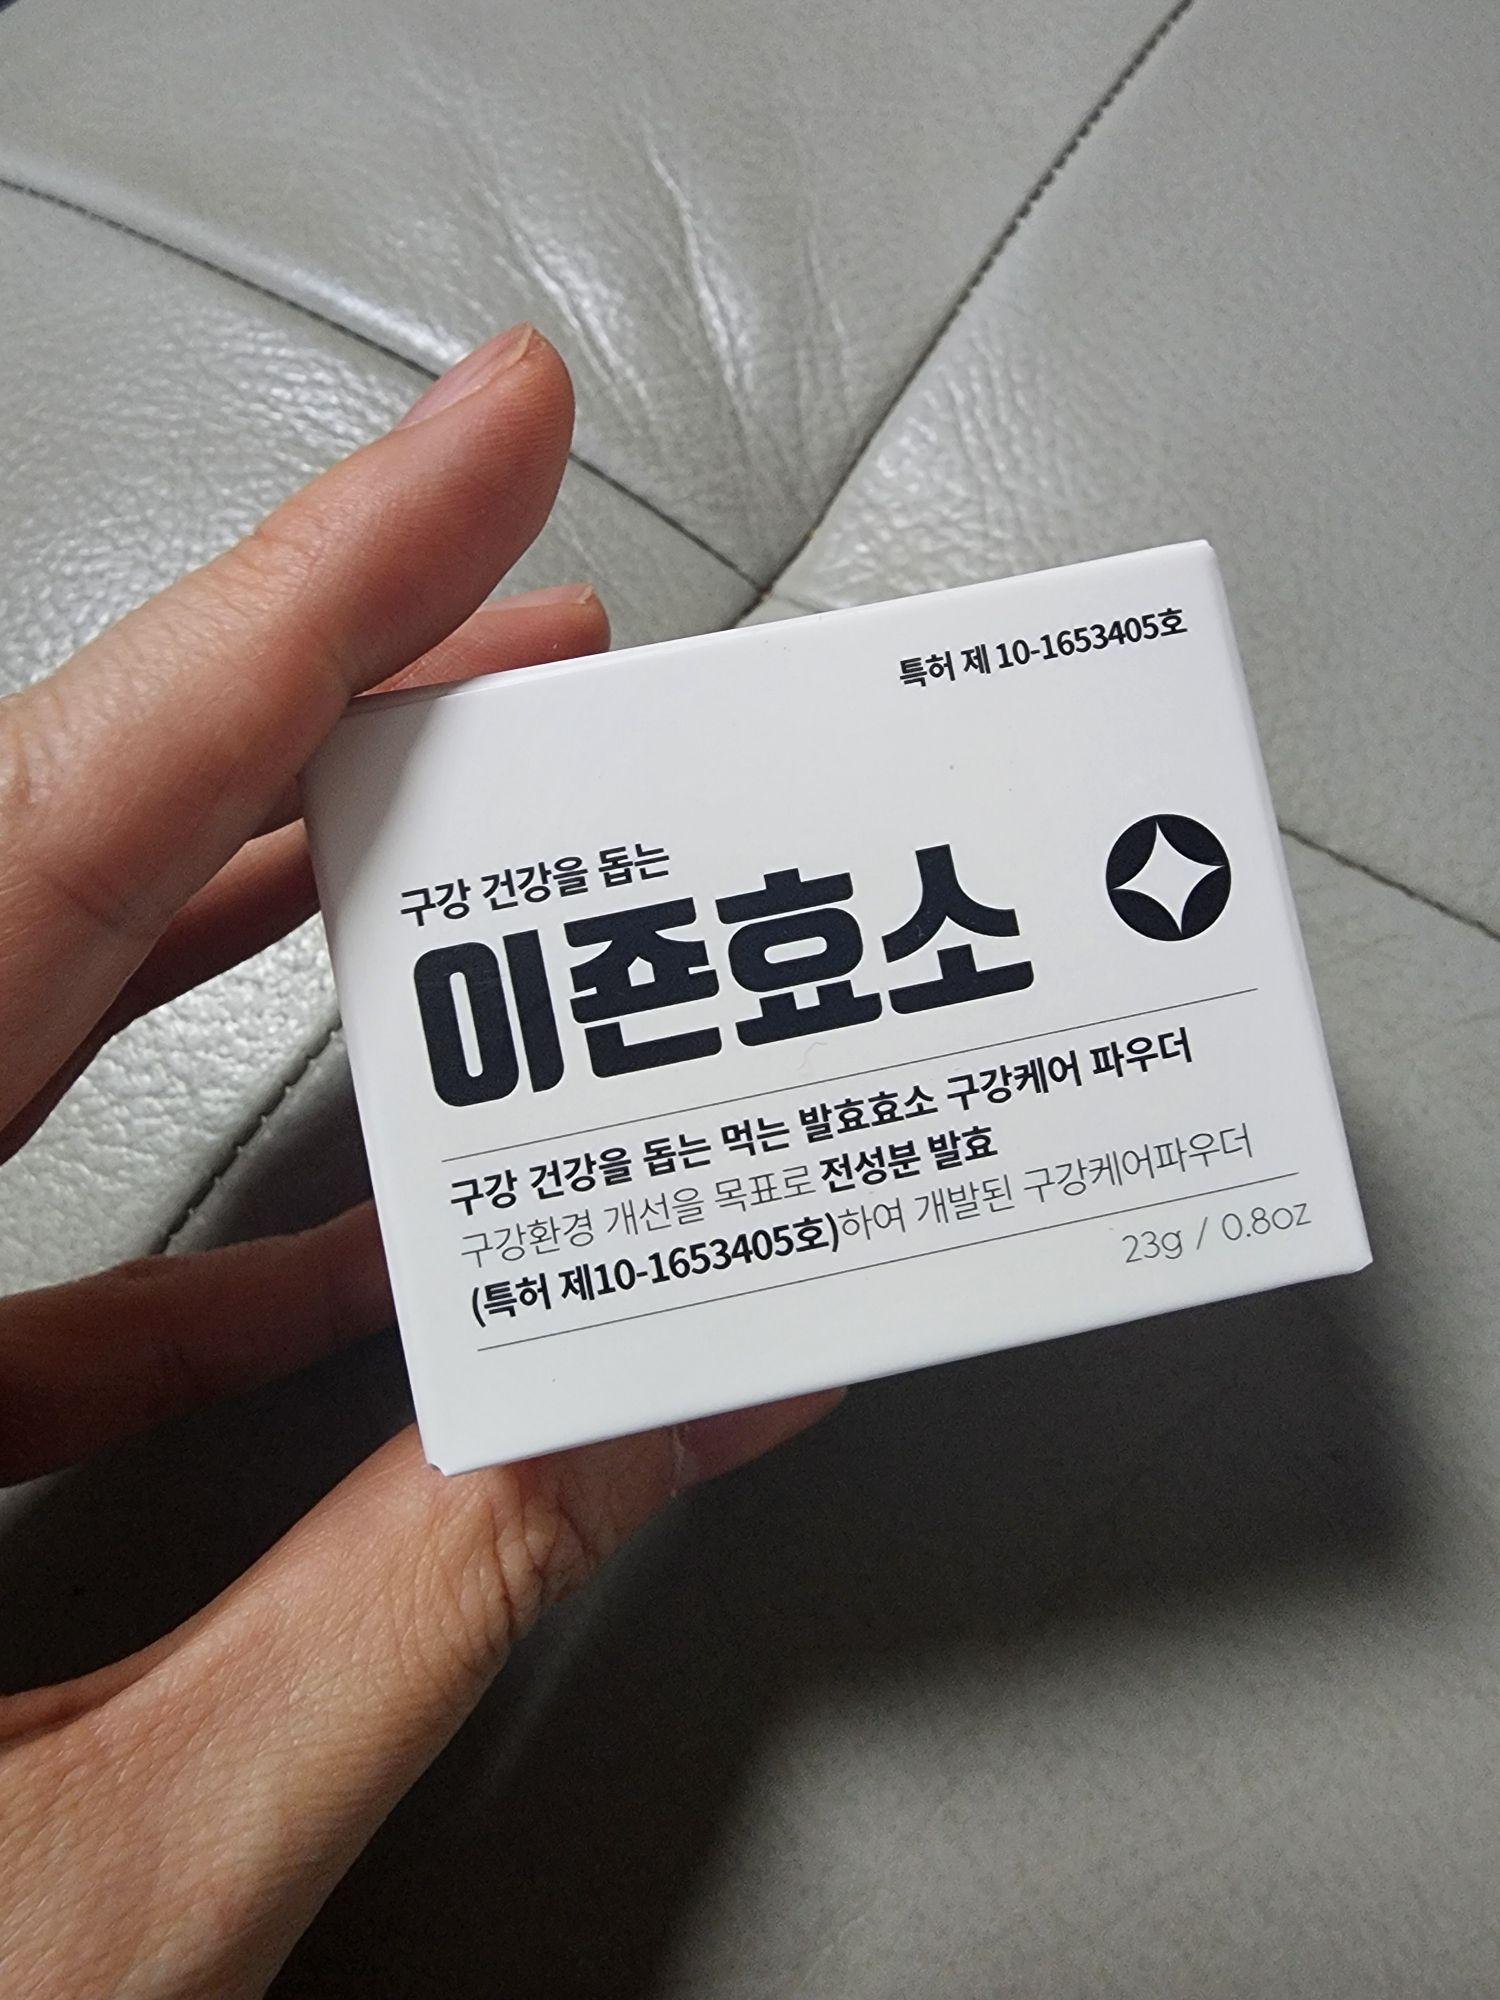 특허 제 10-1653405호
구강 건강을 돕는
이죤효소
구강 건강을 돕는 먹는 발효효소 구강케어 파우더
구강환경 개선을 목표로 전성분 발효
(특허 제10-1653405호)하여 개발된 구강케어파우더
23g / 0.8oz